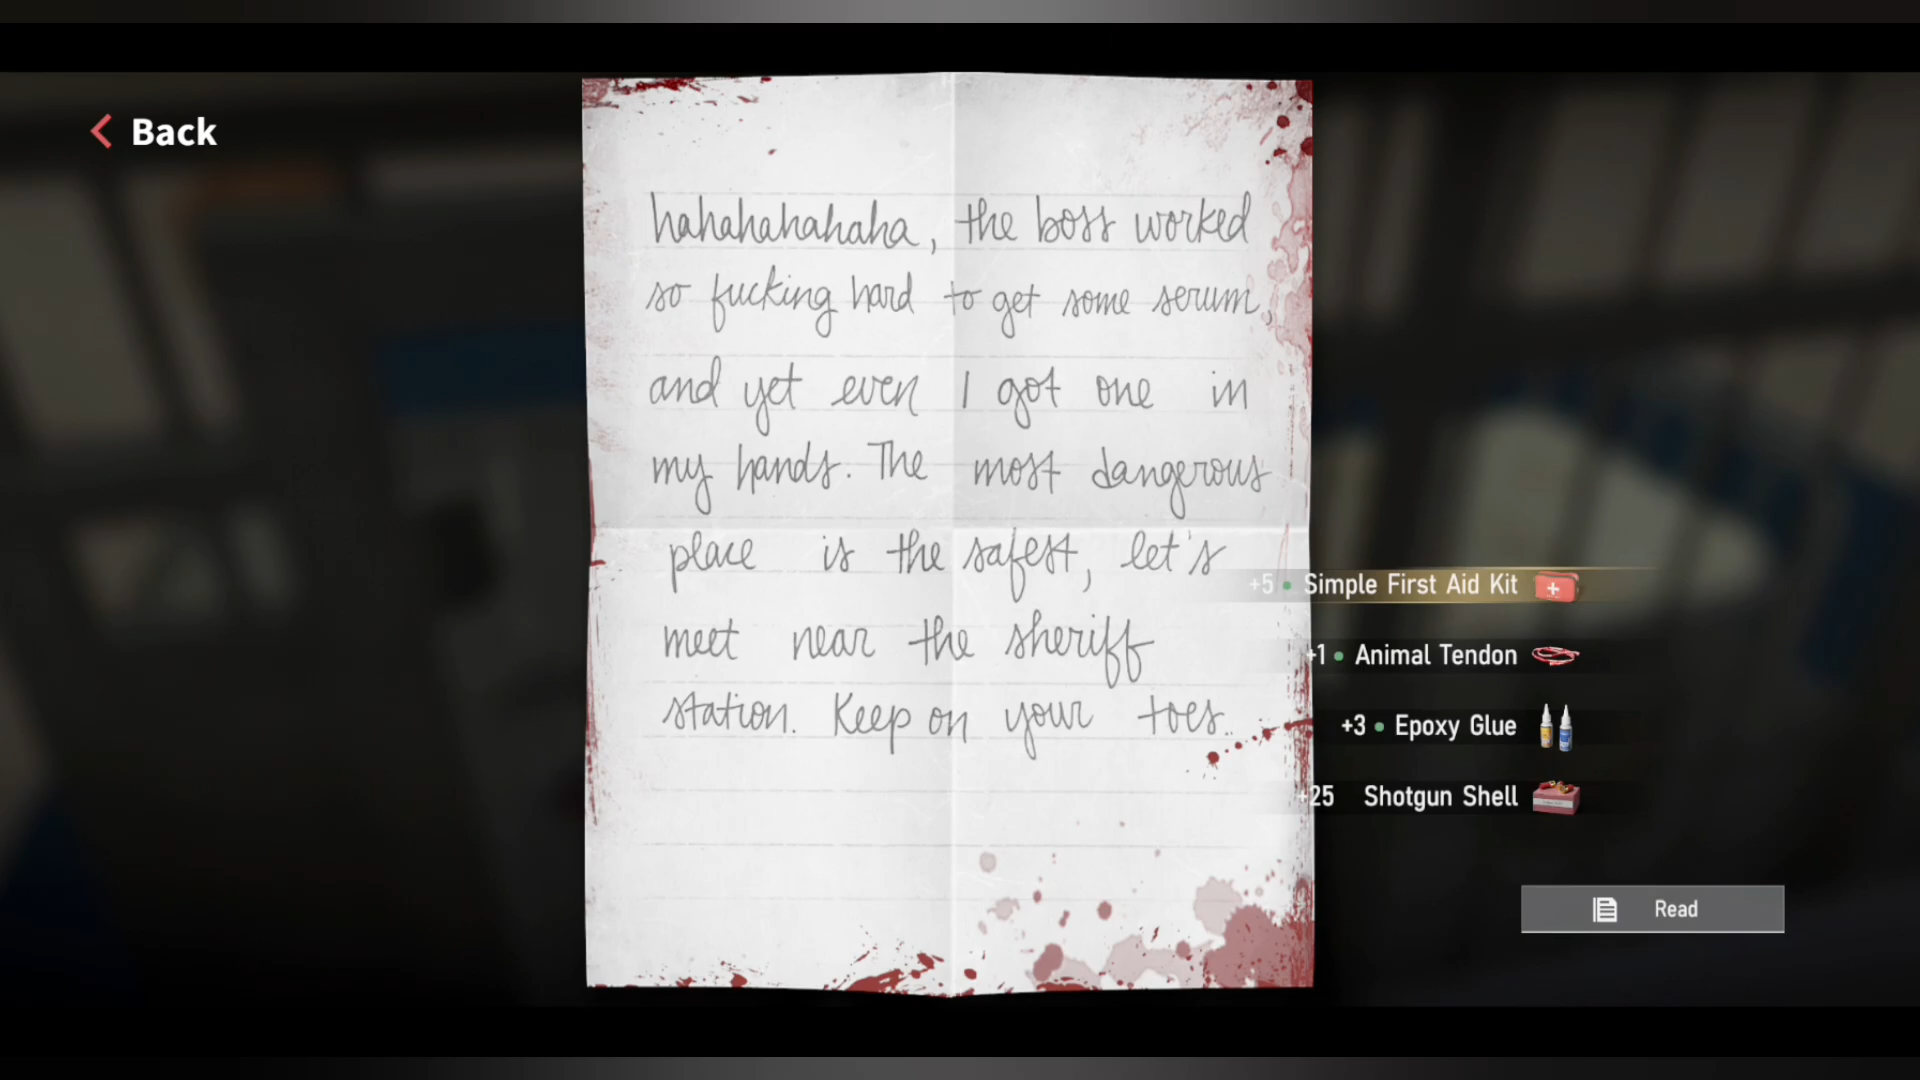 Back
hahahahahaha, the boss worked
so fucking hard to get some serum,
and yet even I got one in
my hands. The most dangerous
place is the safest, let's
meet near the sheriff
station. Keep on your toes.
+5 Simple First Aid Kit
+1 Animal Tendon
+3 Epoxy Glue
+25 Shotgun Shell
Read